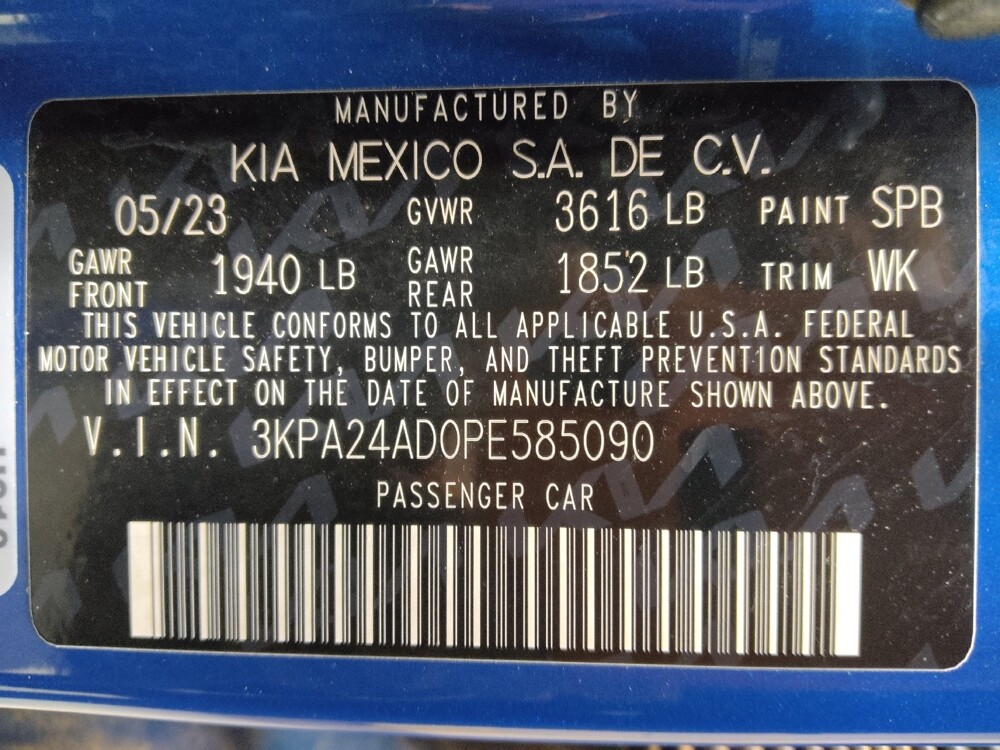 MANUFACTURED BY
KIA MEXICO S.A. DE C.V.
05/23 GVWR 3616 LB PAINT SPB
GAWR FRONT 1940 LB GAWR REAR 1852 LB TRIM WK
THIS VEHICLE CONFORMS TO ALL APPLICABLE U.S.A. FEDERAL
MOTOR VEHICLE SAFETY, BUMPER, AND THEFT PREVENTION STANDARDS
IN EFFECT ON THE DATE OF MANUFACTURE SHOWN ABOVE.
V.I.N. 3KPA24AD0PE585090
PASSENGER CAR